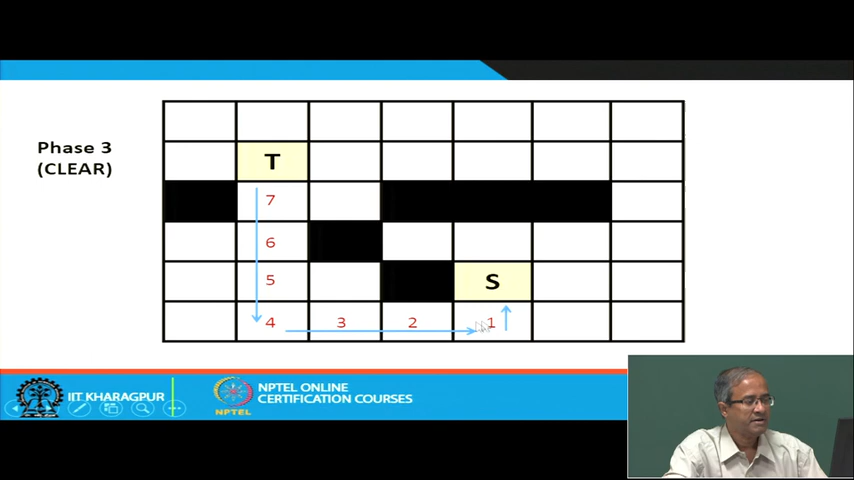 Phase 3
(CLEAR)
T
7
6
5
S
4 3 2 1
IIT KHARAGPUR
NPTEL
NPTEL ONLINE
CERTIFICATION COURSES